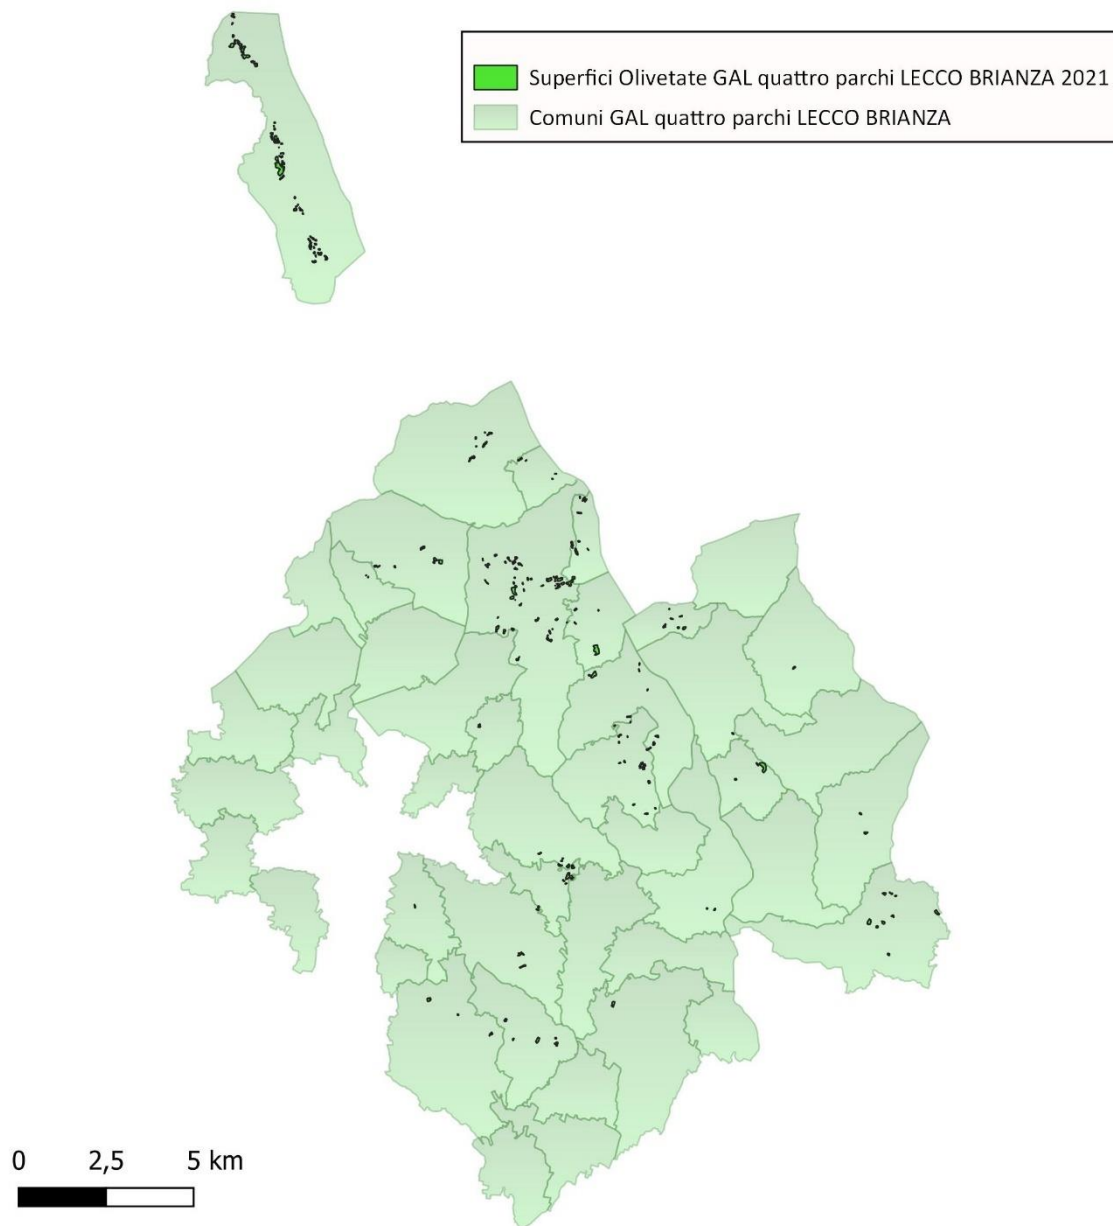 Superfici Olivetate GAL quattro parchi LECCO BRIANZA 2021
Comuni GAL quattro parchi LECCO BRIANZA
0 2,5 5 km